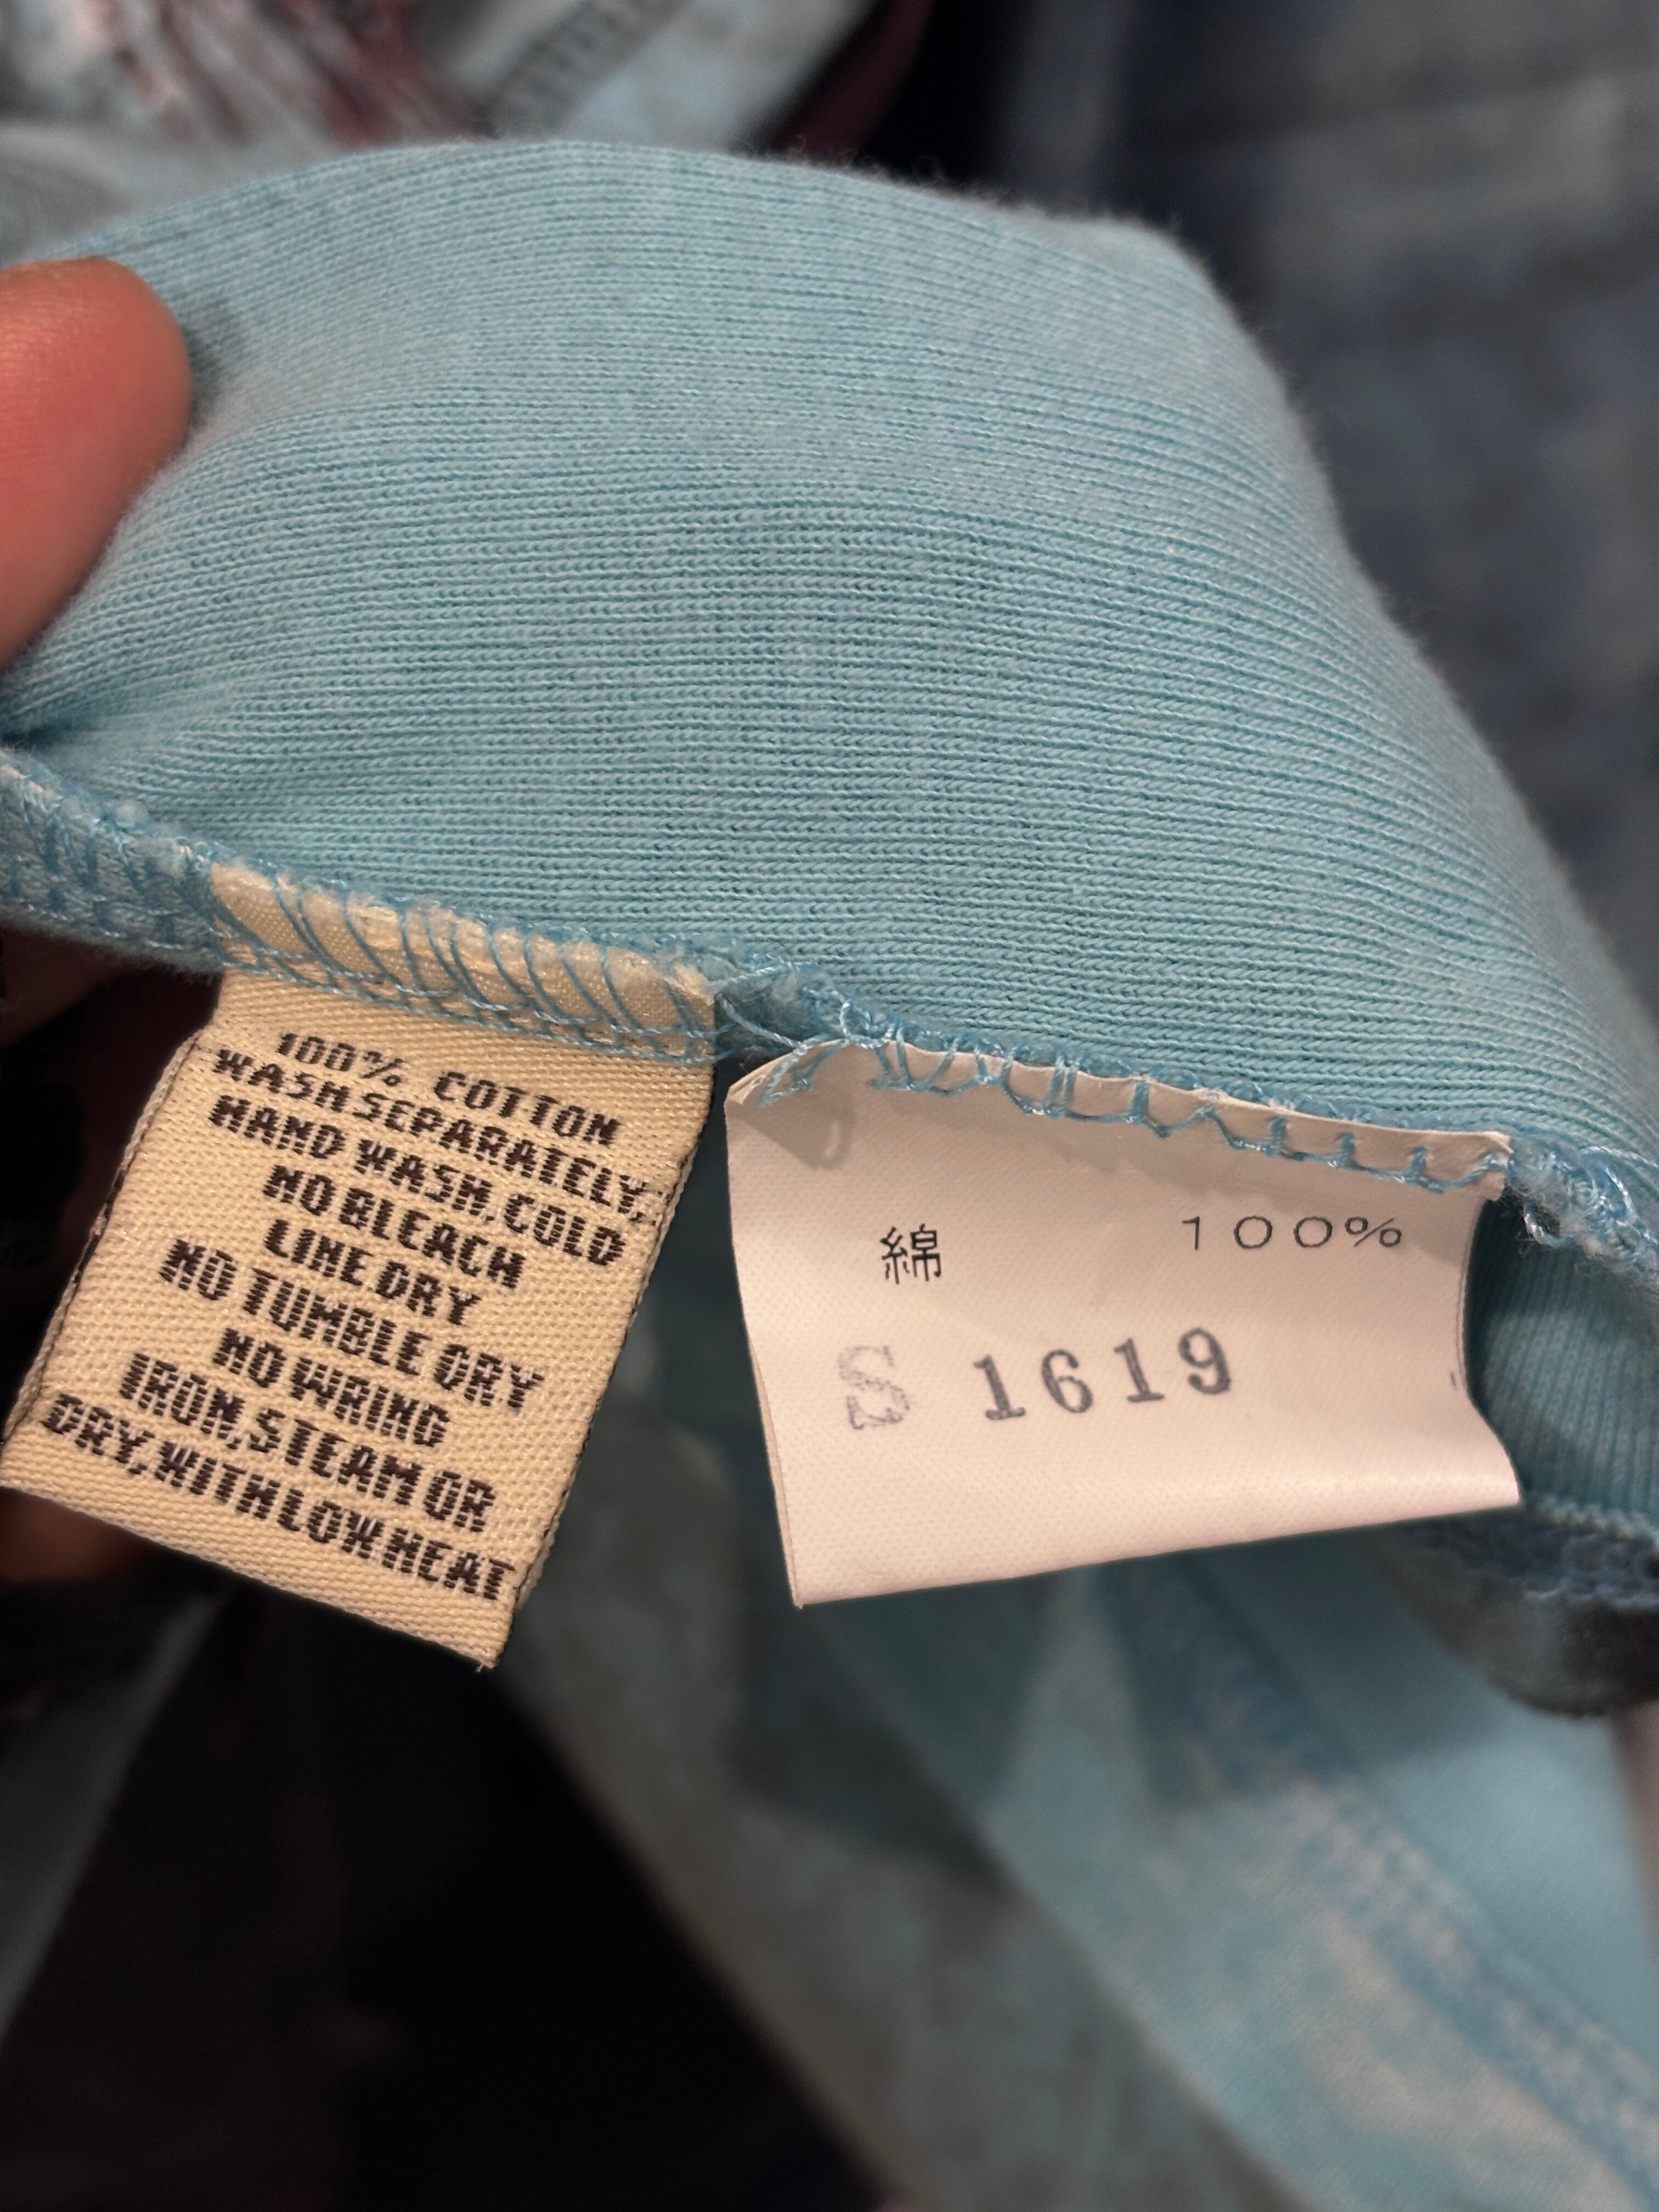 100% COTTON
WASH SEPARATELY,
HAND WASH, COLD
NO BLEACH
LINE DRY
NO TUMBLE DRY
NO WRING
IRON, STEAM OR
DRY, WITH LOW HEAT
綿 100%
S 1619